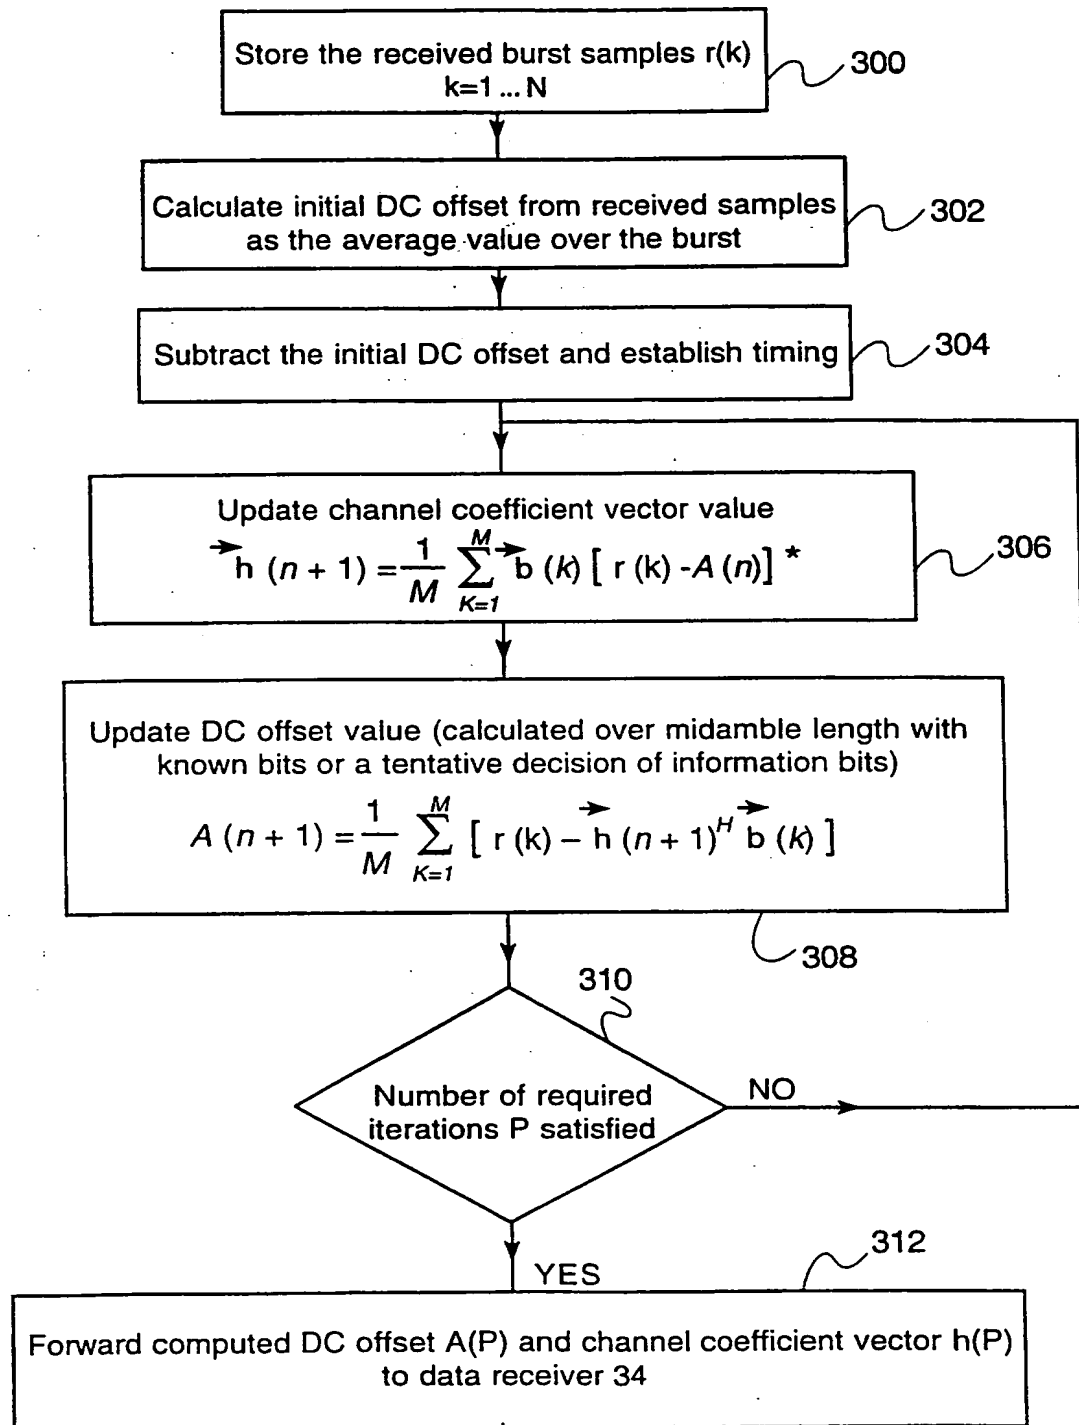 Store the received burst samples r(k)
k=1 ... N
300
Calculate initial DC offset from received samples
as the average value over the burst
302
Subtract the initial DC offset and establish timing
304
Update channel coefficient vector value
→h (n + 1) = 1/M M∑K=1 →b (k) [ r (k) -A (n)] *
306
Update DC offset value (calculated over midamble length with
known bits or a tentative decision of information bits)
A (n + 1) = 1/M M∑K=1 [ r (k) – →h (n + 1)^H →b (k) ]
308
310
Number of required
iterations P satisfied
NO
YES
312
Forward computed DC offset A(P) and channel coefficient vector h(P)
to data receiver 34